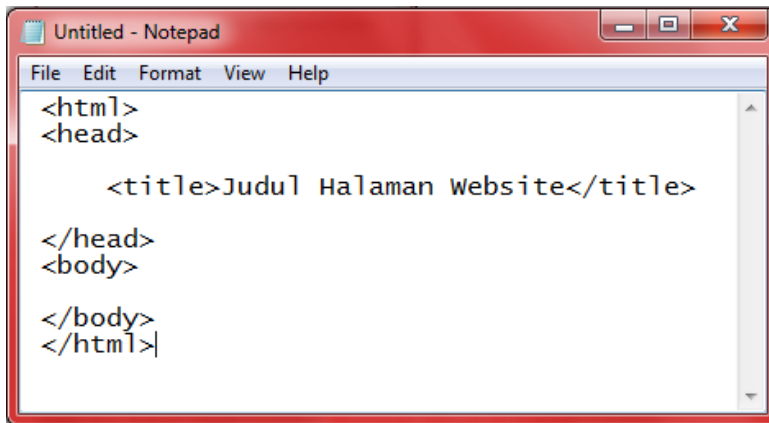 Untitled - Notepad
File Edit Format View Help
<html>
<head>
<title>Judul Halaman Website</title>
</head>
<body>
</body>
</html>